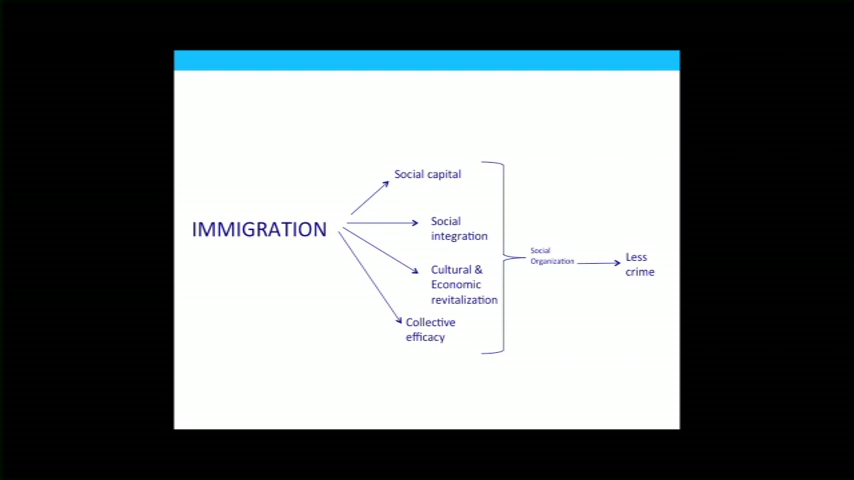 Social capital
IMMIGRATION
Social
integration
Cultural &
Economic
revitalization
Collective
efficacy
Social
Organization
Less
crime